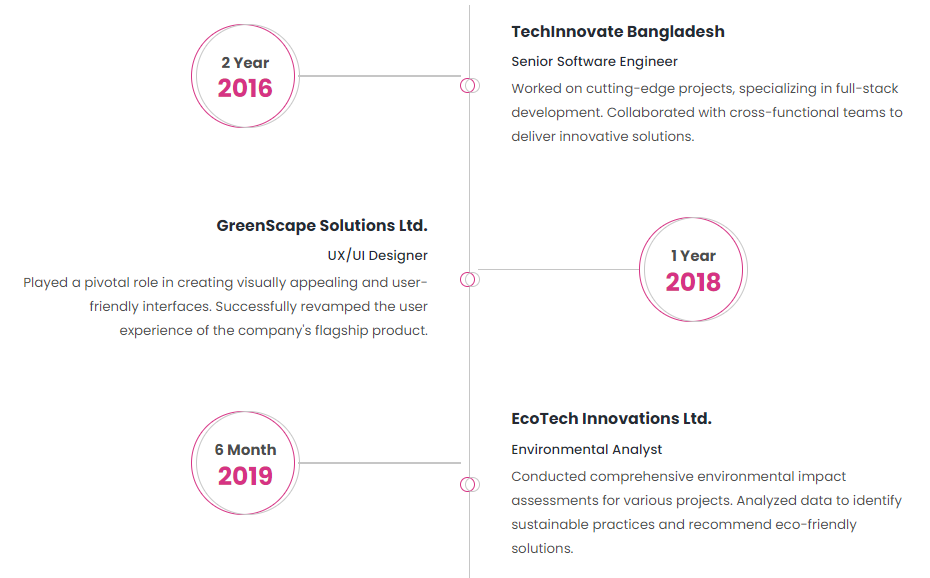 2 Year
2016
TechInnovate Bangladesh
Senior Software Engineer
Worked on cutting-edge projects, specializing in full-stack
development. Collaborated with cross-functional teams to
deliver innovative solutions.
GreenScape Solutions Ltd.
UX/UI Designer
Played a pivotal role in creating visually appealing and user-
friendly interfaces. Successfully revamped the user
experience of the company's flagship product.
1 Year
2018
6 Month
2019
EcoTech Innovations Ltd.
Environmental Analyst
Conducted comprehensive environmental impact
assessments for various projects. Analyzed data to identify
sustainable practices and recommend eco-friendly
solutions.